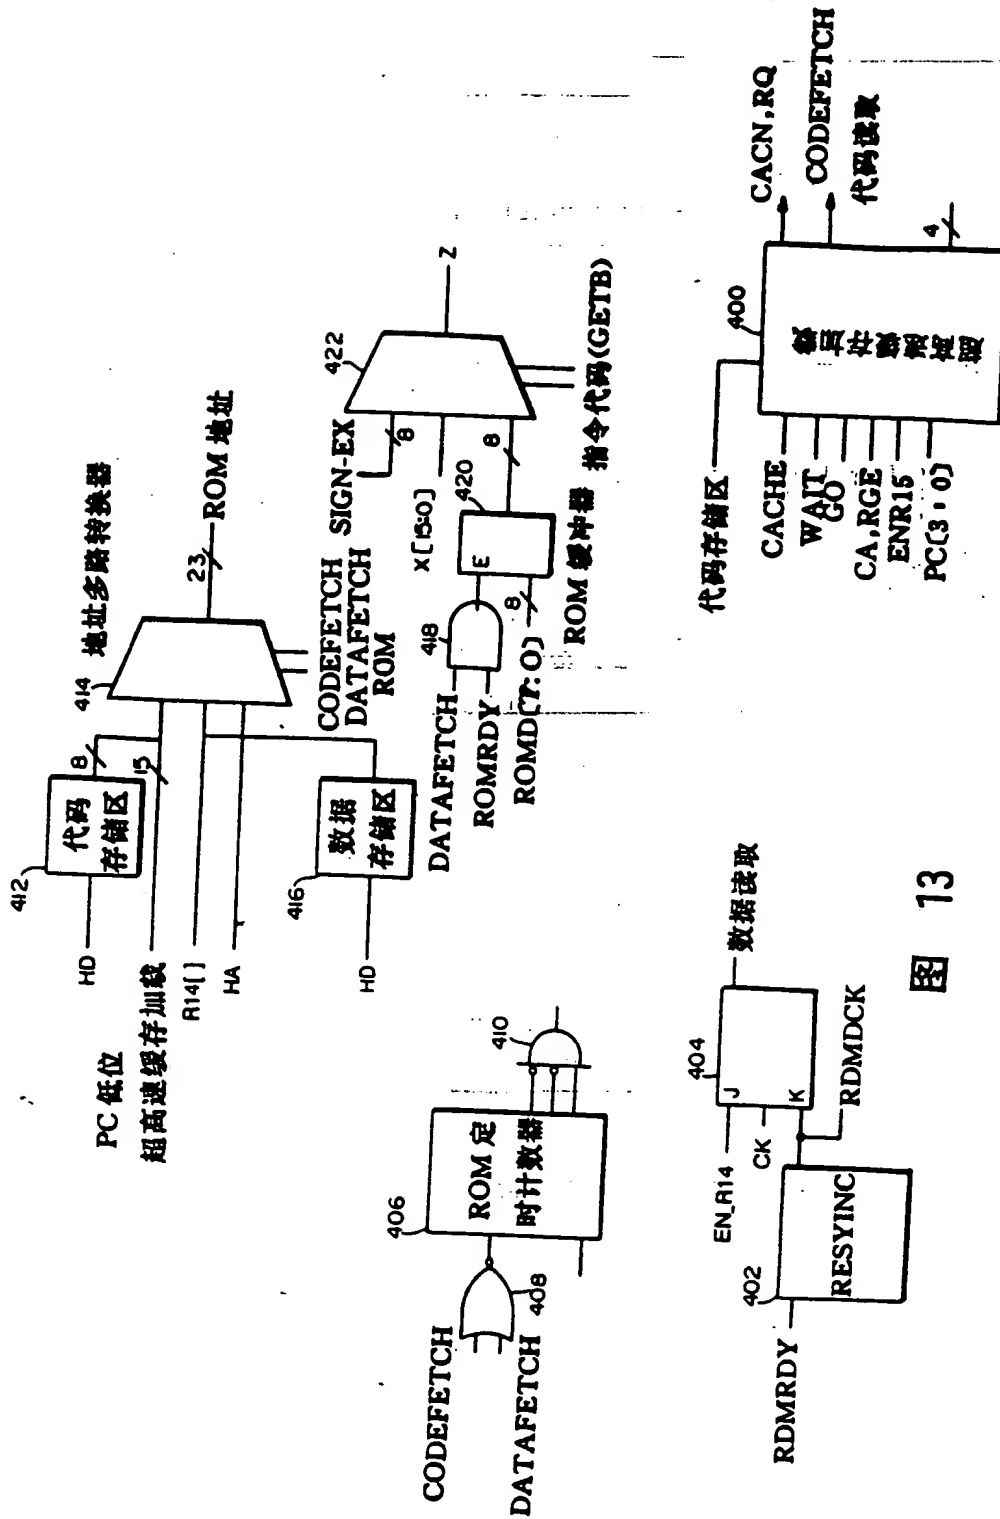 412
HD
代码
存储区
8
PC 低位
超高速缓存加载
15
R14[ ]
HA
416
HD
数据
存储区
414
地址多路转换器
23
ROM 地址
CODEFETCH
DATAFETCH
ROM
SIGN-EX
8
X[15:0]
422
Z
指令代码(GETB)
DATAFETCH
ROMRDY
418
ROMD[7:0]
8
E
420
8
ROM 缓冲器
CODEFETCH
DATAFETCH
408
406
ROM 定
时计数器
410
RDMRDY
402
RESYINC
RDMDCK
EN_R14
CK
404
J
K
数据读取
代码存储区
400
CACHE
WAIT
GO
CA,RGE
ENR15
PC[3:0]
CACN,RQ
CODEFETCH
代码读取
4
图 13